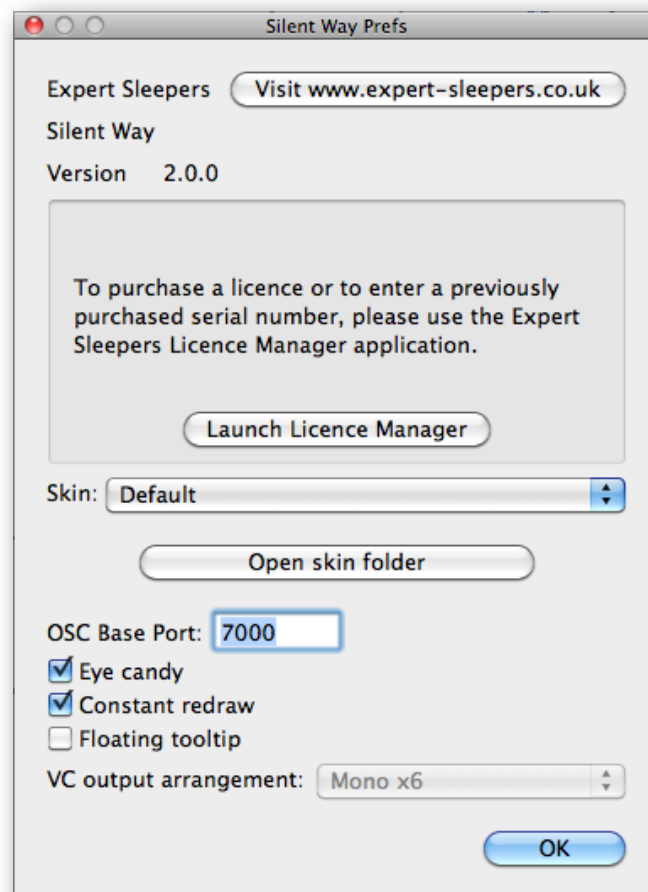 Silent Way Prefs
Expert Sleepers Visit www.expert-sleepers.co.uk
Silent Way
Version 2.0.0
To purchase a licence or to enter a previously
purchased serial number, please use the Expert
Sleepers Licence Manager application.
Launch Licence Manager
Skin: Default
Open skin folder
OSC Base Port: 7000
Eye candy
Constant redraw
Floating tooltip
VC output arrangement: Mono x6
OK